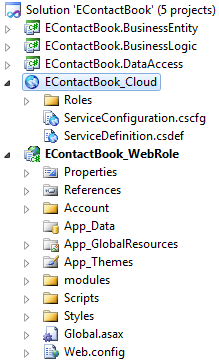 Solution 'EContactBook' (5 projects)
EContactBook.BusinessEntity
EContactBook.BusinessLogic
EContactBook.DataAccess
EContactBook_Cloud
Roles
ServiceConfiguration.cscfg
ServiceDefinition.csdef
EContactBook_WebRole
Properties
References
Account
App_Data
App_GlobalResources
App_Themes
modules
Scripts
Styles
Global.asax
Web.config